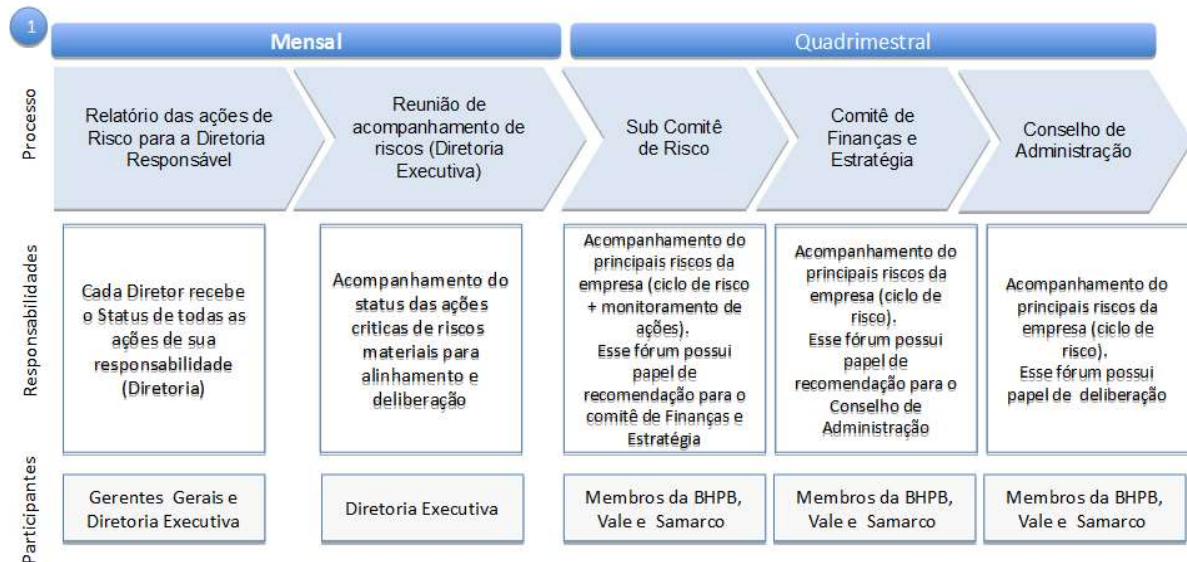 1
Mensal
Quadrimestral
Processo
Relatório das ações de
Risco para a Diretoria
Responsável
Reunião de
acompanhamento de
riscos (Diretoria
Executiva)
Sub Comitê
de Risco
Comitê de
Finanças e
Estratégia
Conselho de
Administração
Responsabilidades
Cada Diretor recebe
o Status de todas as
ações de sua
responsabilidade
(Diretoria)
Acompanhamento do
status das ações
criticas de riscos
materiais para
alinhamento e
deliberação
Acompanhamento do
principais riscos da
empresa (ciclo de risco
+ monitoramento de
ações).
Esse fórum possui
papel de
recomendação para o
comitê de Finanças e
Estratégia
Acompanhamento do
principais riscos da
empresa (ciclo de
risco).
Esse fórum possui
papel de
recomendação para o
Conselho de
Administração
Acompanhamento do
principais riscos da
empresa (ciclo de
risco).
Esse fórum possui
papel de deliberação
Participantes
Gerentes Gerais e
Diretoria Executiva
Diretoria Executiva
Membros da BHPB,
Vale e Samarco
Membros da BHPB,
Vale e Samarco
Membros da BHPB,
Vale e Samarco